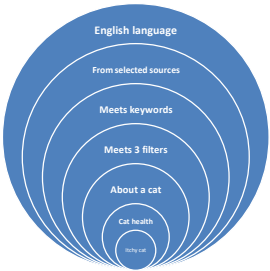 English language
From selected sources
Meets keywords
Meets 3 filters
About a cat
Cat health
Itchy cat